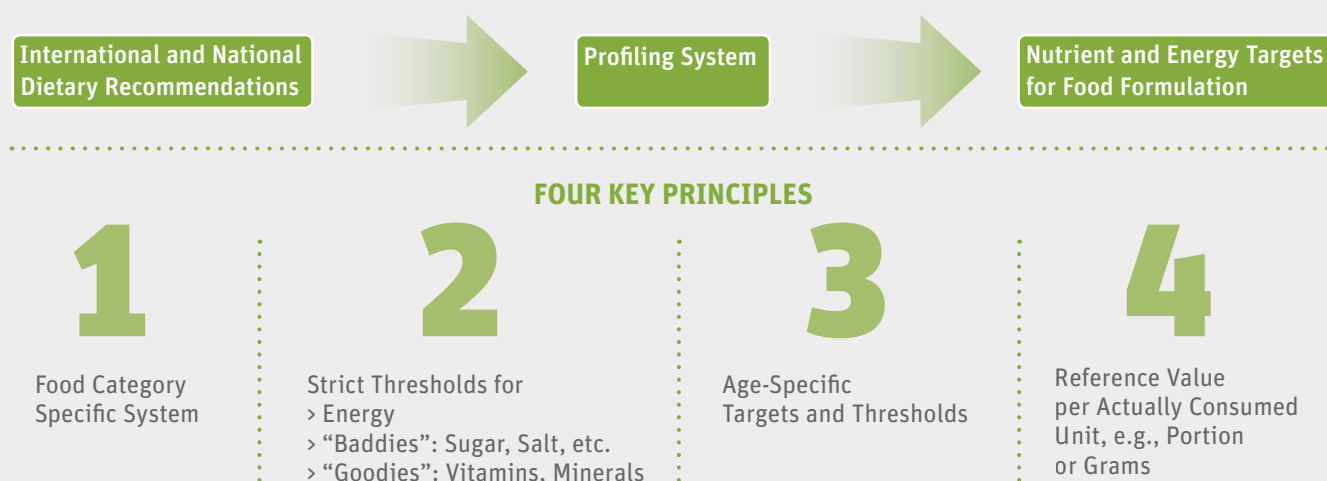 International and National
Dietary Recommendations
Profiling System
Nutrient and Energy Targets
for Food Formulation
FOUR KEY PRINCIPLES
1
Food Category
Specific System
2
Strict Thresholds for
> Energy
> “Baddies”: Sugar, Salt, etc.
> “Goodies”: Vitamins, Minerals
3
Age-Specific
Targets and Thresholds
4
Reference Value
per Actually Consumed
Unit, e.g., Portion
or Grams